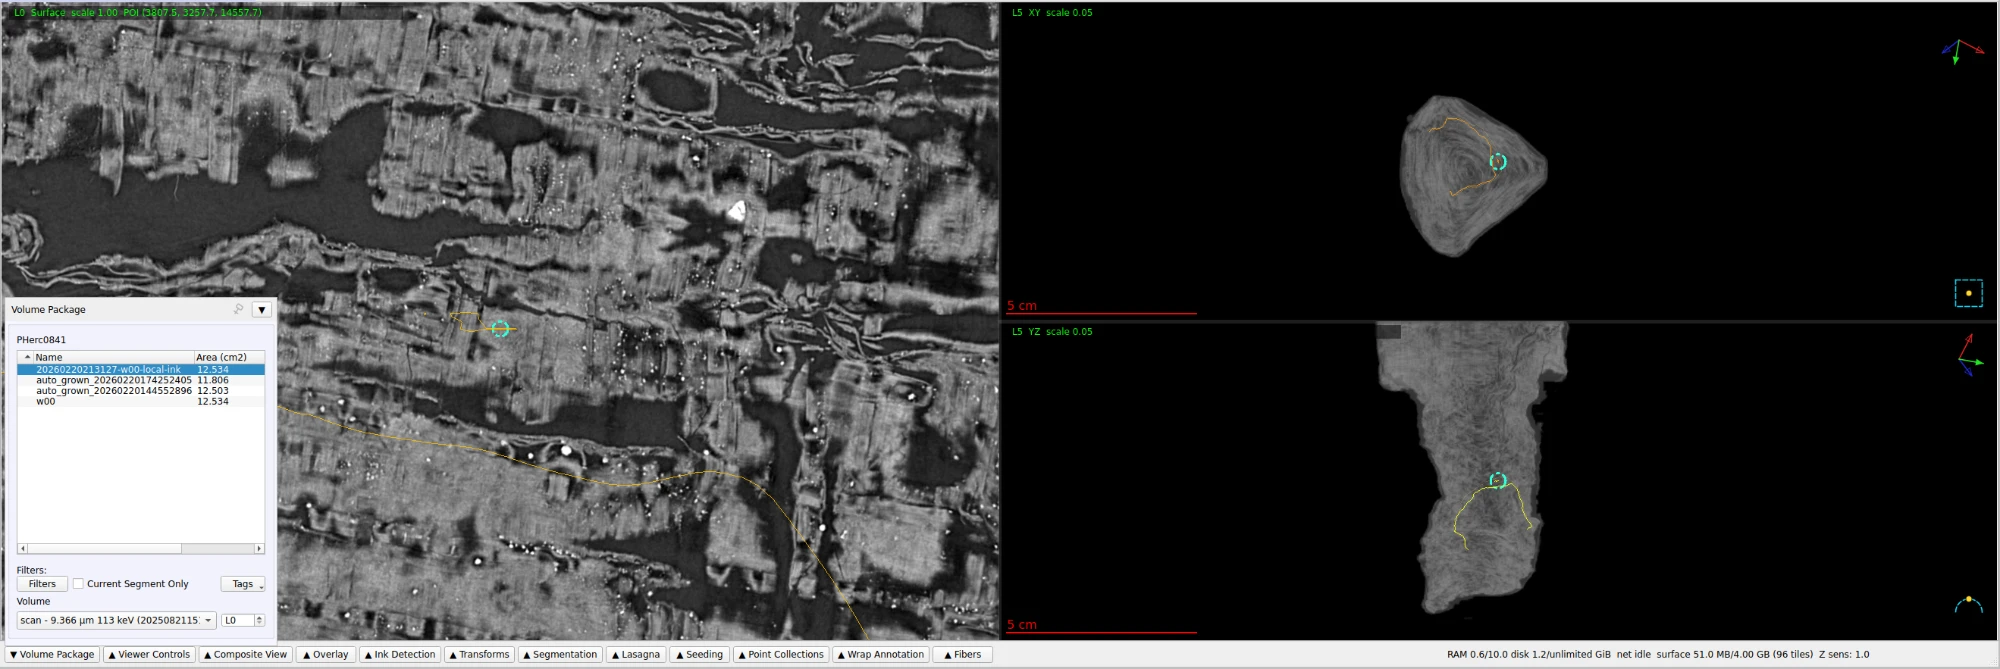 L0 Surface scale 1.00 POI (3807.5, 3257.7, 14557.7)
L5 XY scale 0.05
5 cm
L5 YZ scale 0.05
5 cm
Volume Package
PHerc0841
Name Area (cm2)
20260220213127-w00-local-ink 12.534
auto_grown_20260220174252405 11.806
auto_grown_20260220144552896 12.503
w00 12.534
Filters:
Filters Current Segment Only Tags
Volume
scan - 9.366 µm 113 keV (202508211515 L0
Volume Package Viewer Controls Composite View Overlay Ink Detection Transforms Segmentation Lasagna Seeding Point Collections Wrap Annotation Fibers
RAM 0.6/10.0 disk 1.2/unlimited GiB net idle surface 51.0 MB/4.00 GB (96 tiles) Z sens: 1.0